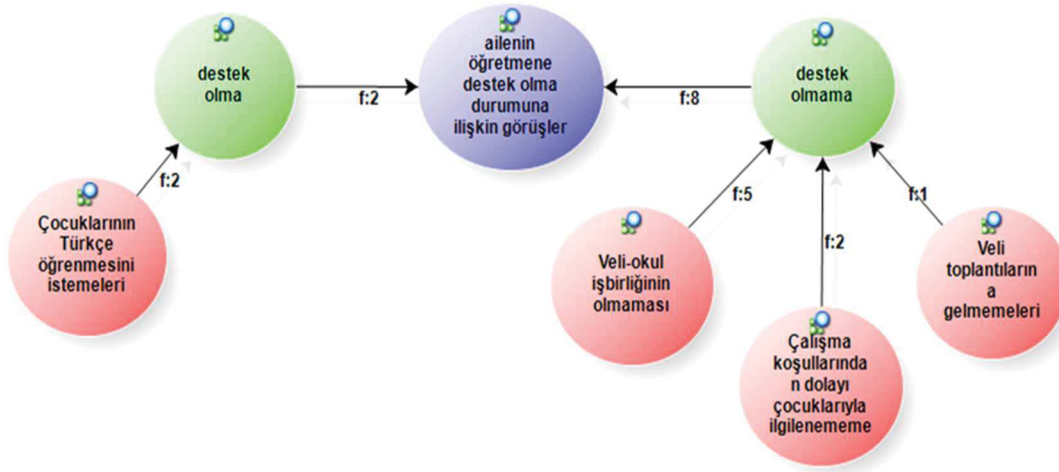 destek
olma
f:2
ailenin
öğretmene
destek olma
durumuna
ilişkin görüşler
f:8
destek
olmama
f:2
Çocuklarının
Türkçe
öğrenmesini
istemeleri
f:5
Veli-okul
işbirliğinin
olmaması
f:2
Çalışma
koşullarında
n dolayı
çocuklarıyla
ilgilenememe
f:1
Veli
toplantıların
a
gelmemeleri